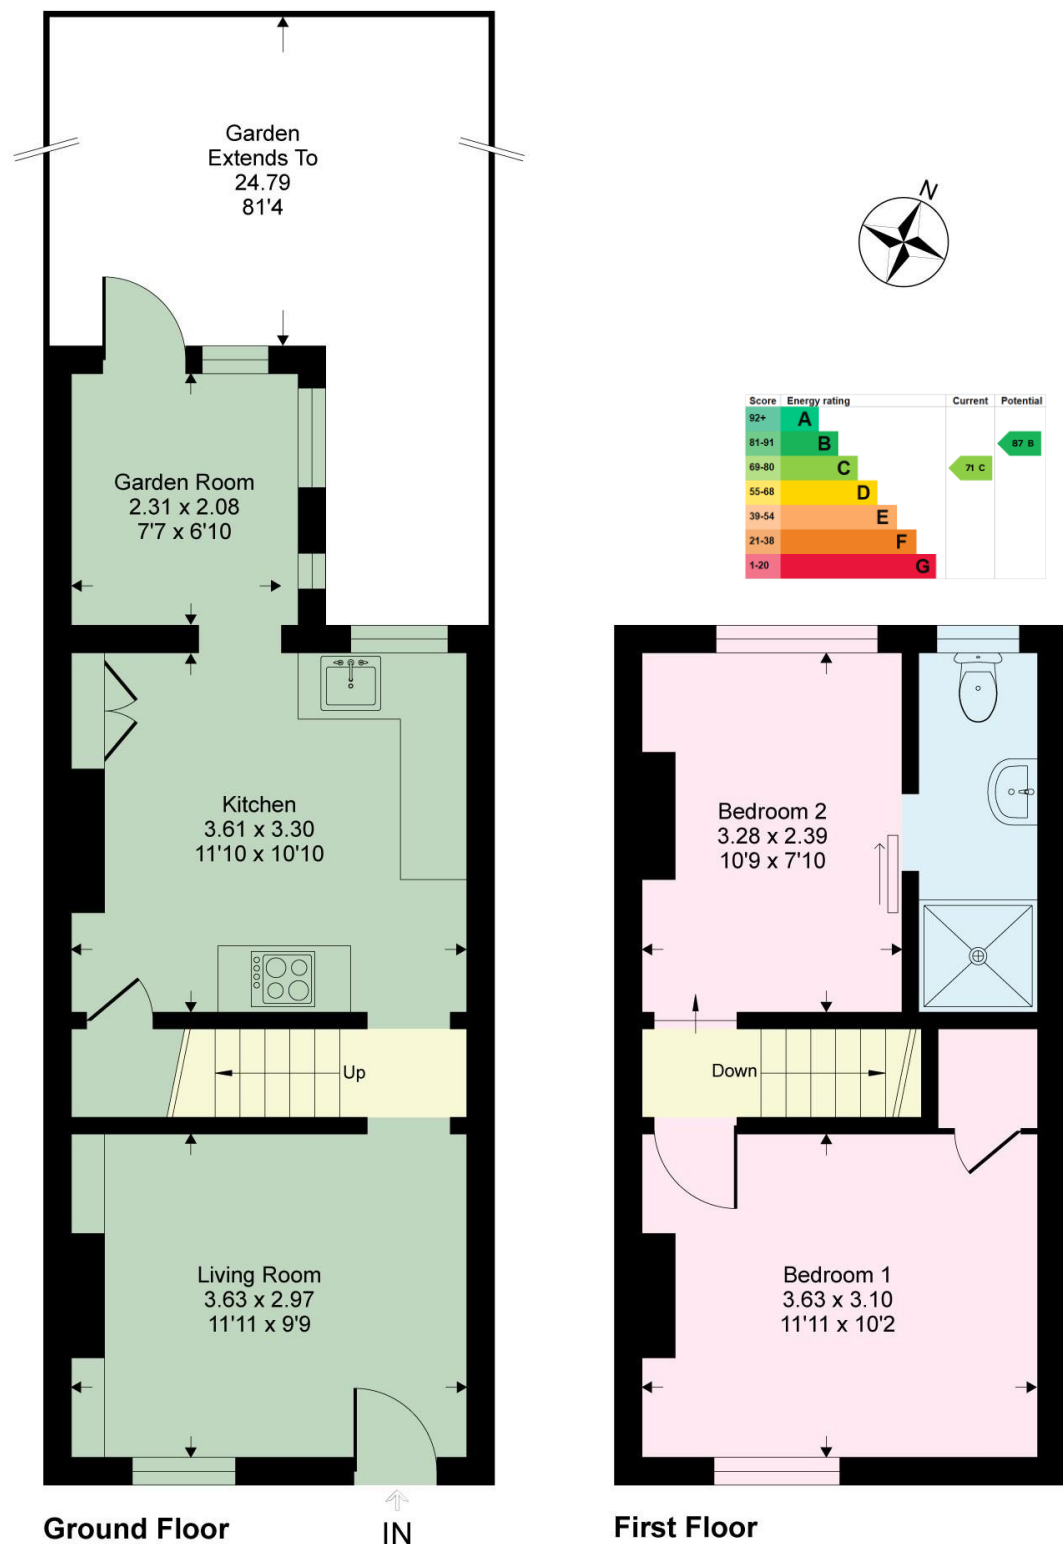 Garden
Extends To
24.79
81'4
N
Score Energy rating Current Potential
92+ A
81-91 B 87 B
69-80 C 71 C
55-68 D
39-54 E
21-38 F
1-20 G
Garden Room
2.31 x 2.08
7'7 x 6'10
Kitchen
3.61 x 3.30
11'10 x 10'10
Up
Living Room
3.63 x 2.97
11'11 x 9'9
IN
Ground Floor
Bedroom 2
3.28 x 2.39
10'9 x 7'10
Down
Bedroom 1
3.63 x 3.10
11'11 x 10'2
First Floor